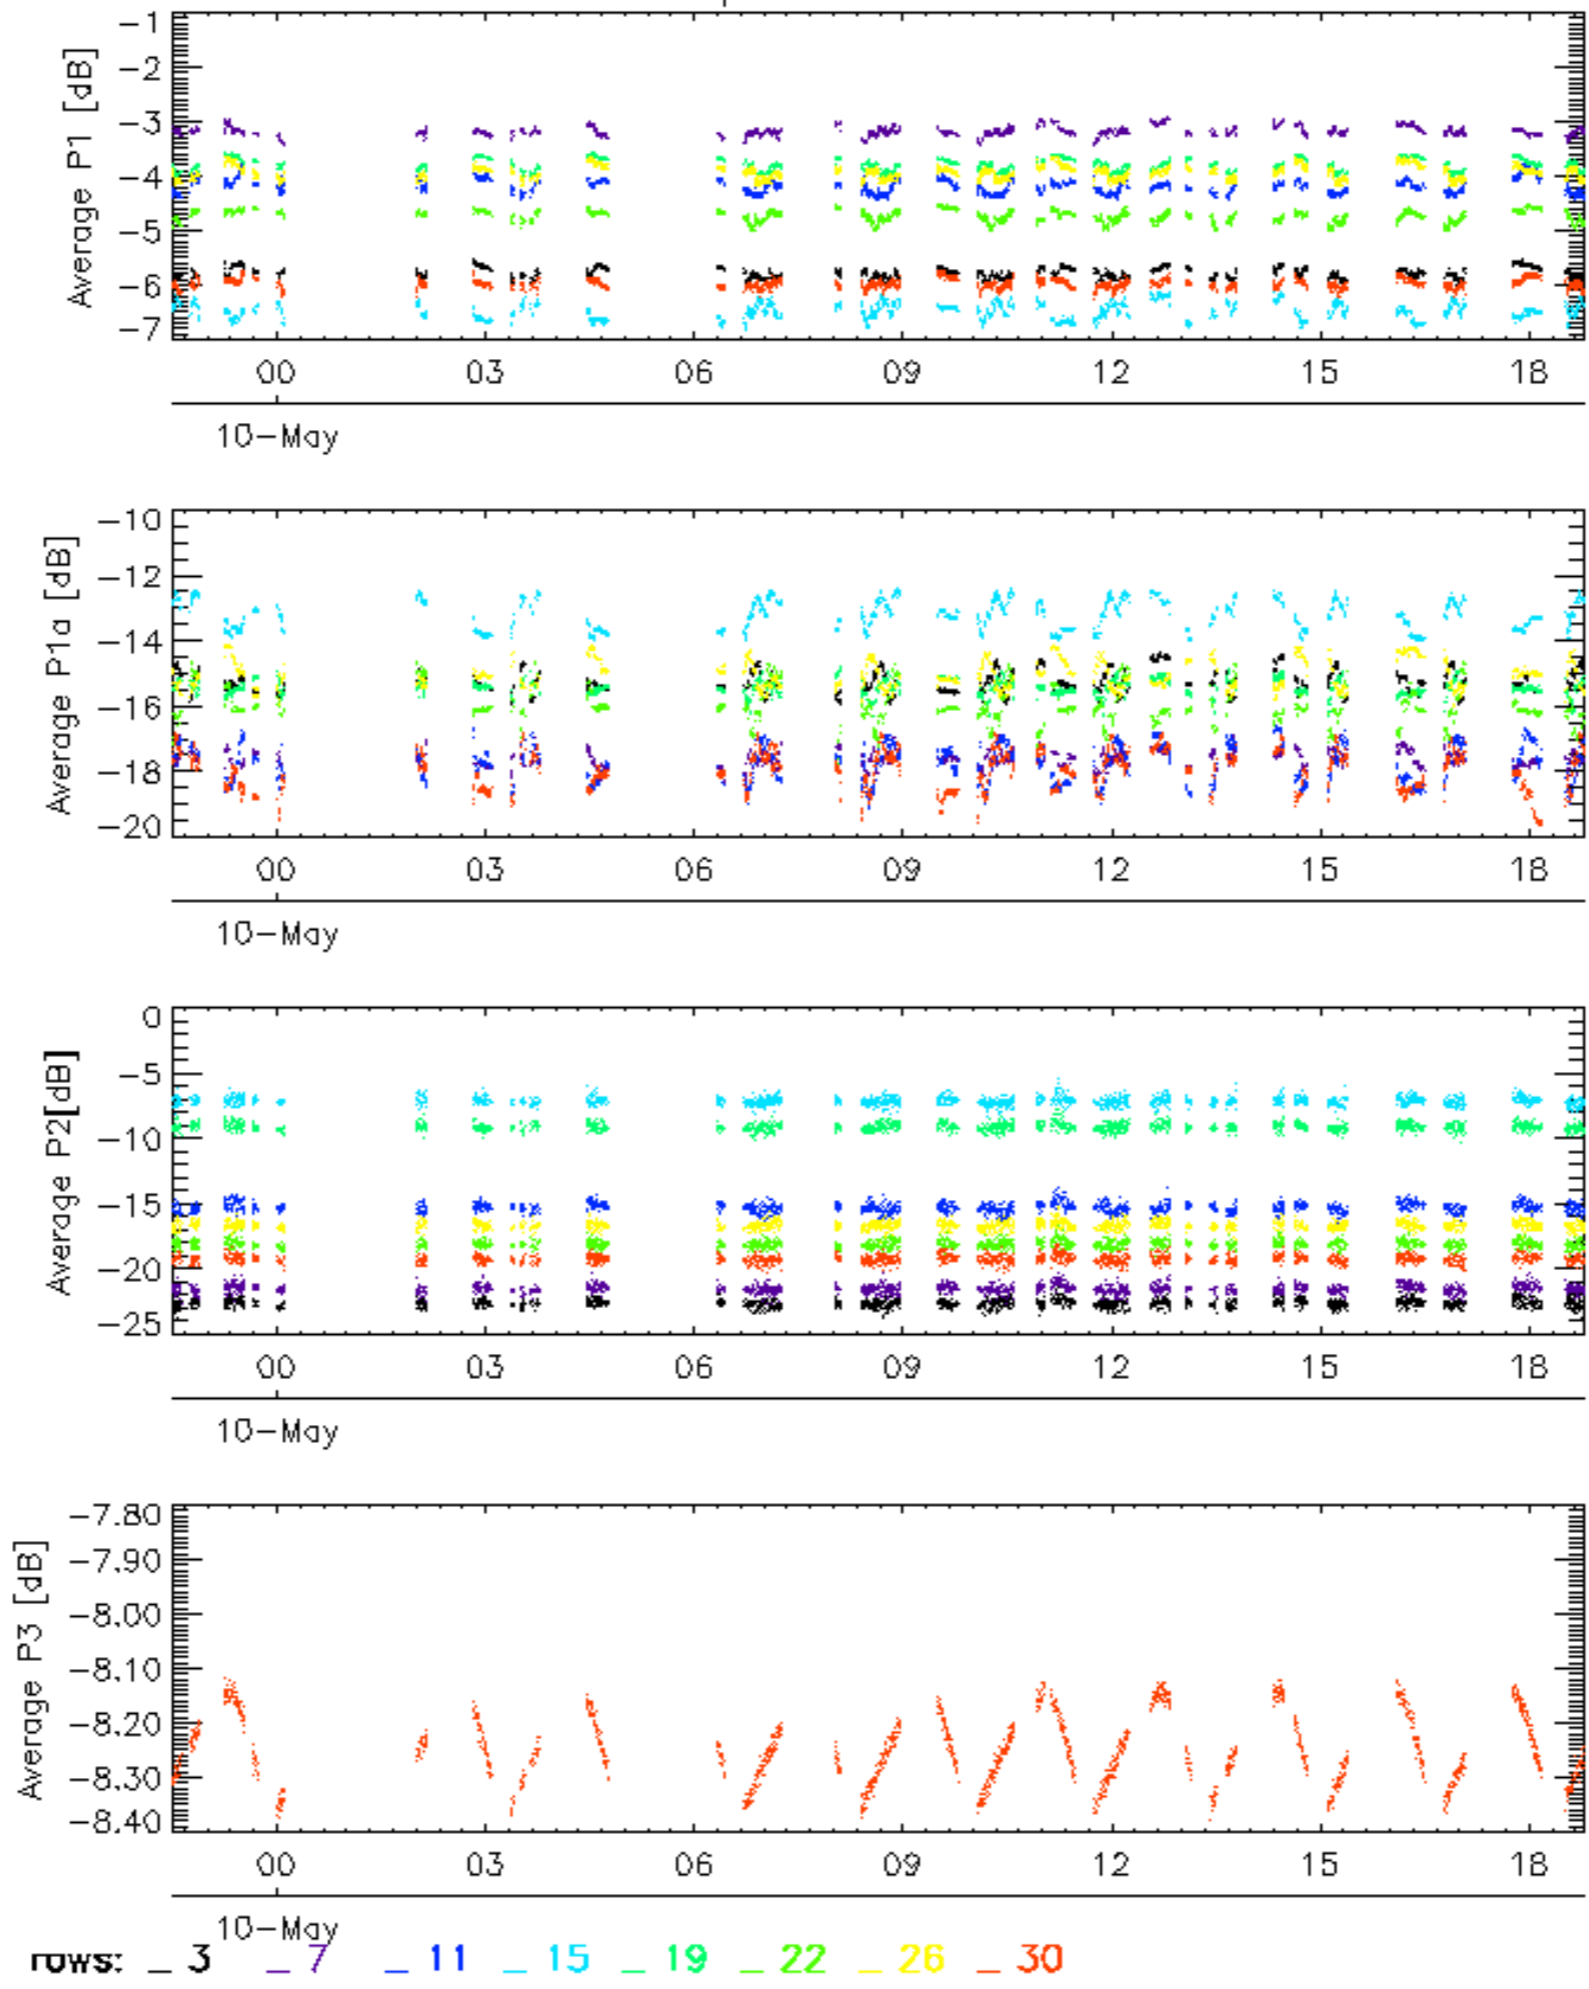 Average P1 [dB]
-1
-2
-3
-4
-5
-6
-7
00 03 06 09 12 15 18
10-May
Average P1a [dB]
-10
-12
-14
-16
-18
-20
00 03 06 09 12 15 18
10-May
Average P2[dB]
0
-5
-10
-15
-20
-25
00 03 06 09 12 15 18
10-May
Average P3 [dB]
-7.80
-7.90
-8.00
-8.10
-8.20
-8.30
-8.40
00 03 06 09 12 15 18
10-May
rows: _ 3 _ 7 _ 11 _ 15 _ 19 _ 22 _ 26 _ 30